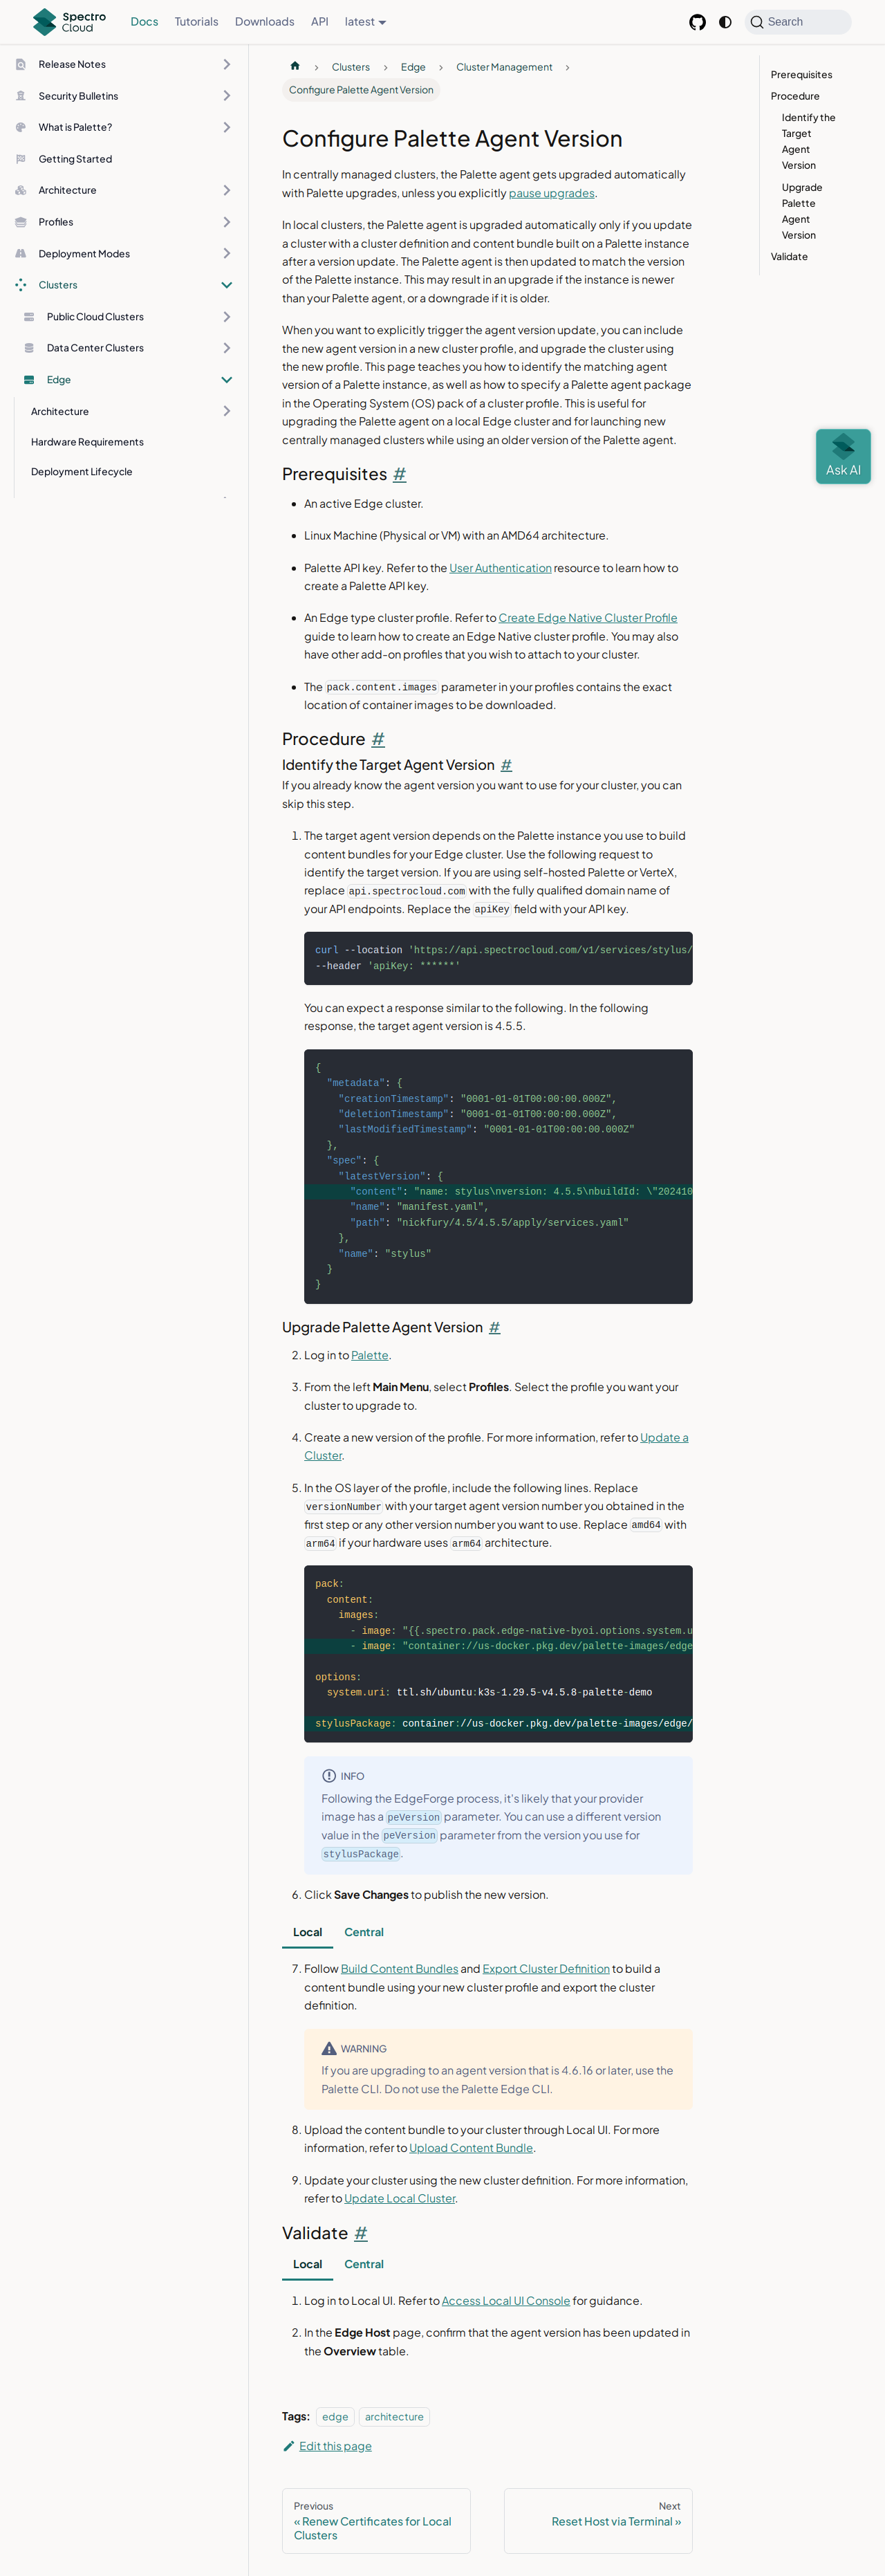 Spectro Cloud
Docs
Tutorials
Downloads
API
latest
Search
Release Notes
Security Bulletins
What is Palette?
Getting Started
Architecture
Profiles
Deployment Modes
Clusters
Public Cloud Clusters
Data Center Clusters
Edge
Architecture
Hardware Requirements
Deployment Lifecycle
Clusters
Edge
Cluster Management
Configure Palette Agent Version
Configure Palette Agent Version
In centrally managed clusters, the Palette agent gets upgraded automatically
with Palette upgrades, unless you explicitly pause upgrades.
In local clusters, the Palette agent is upgraded automatically only if you update
a cluster with a cluster definition and content bundle built on a Palette instance
after a version update. The Palette agent is then updated to match the version
of the Palette instance. This may result in an upgrade if the instance is newer
than your Palette agent, or a downgrade if it is older.
When you want to explicitly trigger the agent version update, you can include
the new agent version in a new cluster profile, and upgrade the cluster using
the new profile. This page teaches you how to identify the matching agent
version of a Palette instance, as well as how to specify a Palette agent package
in the Operating System (OS) pack of a cluster profile. This is useful for
upgrading the Palette agent on a local Edge cluster and for launching new
centrally managed clusters while using an older version of the Palette agent.
Prerequisites #
An active Edge cluster.
Linux Machine (Physical or VM) with an AMD64 architecture.
Palette API key. Refer to the User Authentication resource to learn how to
create a Palette API key.
An Edge type cluster profile. Refer to Create Edge Native Cluster Profile
guide to learn how to create an Edge Native cluster profile. You may also
have other add-on profiles that you wish to attach to your cluster.
The pack.content.images parameter in your profiles contains the exact
location of container images to be downloaded.
Procedure #
Identify the Target Agent Version #
If you already know the agent version you want to use for your cluster, you can
skip this step.
1. The target agent version depends on the Palette instance you use to build
content bundles for your Edge cluster. Use the following request to
identify the target version. If you are using self-hosted Palette or VerteX,
replace api.spectrocloud.com with the fully qualified domain name of
your API endpoints. Replace the apiKey field with your API key.
curl --location 'https://api.spectrocloud.com/v1/services/stylus/
--header 'apiKey: ******'
You can expect a response similar to the following. In the following
response, the target agent version is 4.5.5.
{
"metadata": {
"creationTimestamp": "0001-01-01T00:00:00.000Z",
"deletionTimestamp": "0001-01-01T00:00:00.000Z",
"lastModifiedTimestamp": "0001-01-01T00:00:00.000Z"
},
"spec": {
"latestVersion": {
"content": "name: stylus\nversion: 4.5.5\nbuildId: \"202410
"name": "manifest.yaml",
"path": "nickfury/4.5/4.5.5/apply/services.yaml"
},
"name": "stylus"
}
}
Upgrade Palette Agent Version #
2. Log in to Palette.
3. From the left Main Menu, select Profiles. Select the profile you want your
cluster to upgrade to.
4. Create a new version of the profile. For more information, refer to Update a
Cluster.
5. In the OS layer of the profile, include the following lines. Replace
versionNumber with your target agent version number you obtained in the
first step or any other version number you want to use. Replace amd64 with
arm64 if your hardware uses arm64 architecture.
pack:
content:
images:
- image: "{{.spectro.pack.edge-native-byoi.options.system.u
- image: "container://us-docker.pkg.dev/palette-images/edge
options:
system.uri: ttl.sh/ubuntu:k3s-1.29.5-v4.5.8-palette-demo
stylusPackage: container://us-docker.pkg.dev/palette-images/edge/
INFO
Following the EdgeForge process, it's likely that your provider
image has a peVersion parameter. You can use a different version
value in the peVersion parameter from the version you use for
stylusPackage.
6. Click Save Changes to publish the new version.
Local
Central
7. Follow Build Content Bundles and Export Cluster Definition to build a
content bundle using your new cluster profile and export the cluster
definition.
WARNING
If you are upgrading to an agent version that is 4.6.16 or later, use the
Palette CLI. Do not use the Palette Edge CLI.
8. Upload the content bundle to your cluster through Local UI. For more
information, refer to Upload Content Bundle.
9. Update your cluster using the new cluster definition. For more information,
refer to Update Local Cluster.
Validate #
Local
Central
1. Log in to Local UI. Refer to Access Local UI Console for guidance.
2. In the Edge Host page, confirm that the agent version has been updated in
the Overview table.
Tags: edge architecture
Edit this page
Previous
« Renew Certificates for Local
Clusters
Next
Reset Host via Terminal »
Prerequisites
Procedure
Identify the
Target
Agent
Version
Upgrade
Palette
Agent
Version
Validate
Ask AI